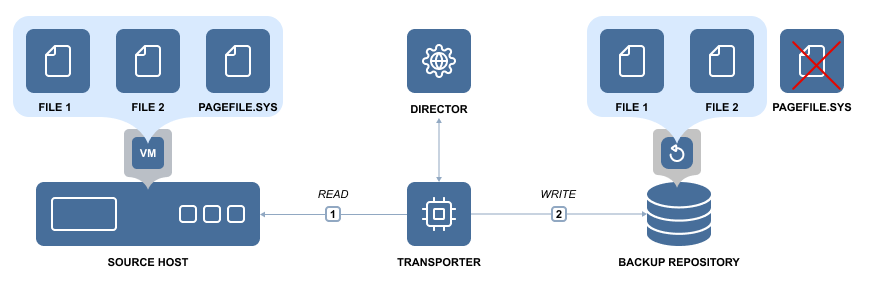 FILE 1
FILE 2
PAGEFILE.SYS
VM
SOURCE HOST
READ
1
DIRECTOR
TRANSPORTER
WRITE
2
FILE 1
FILE 2
PAGEFILE.SYS
BACKUP REPOSITORY